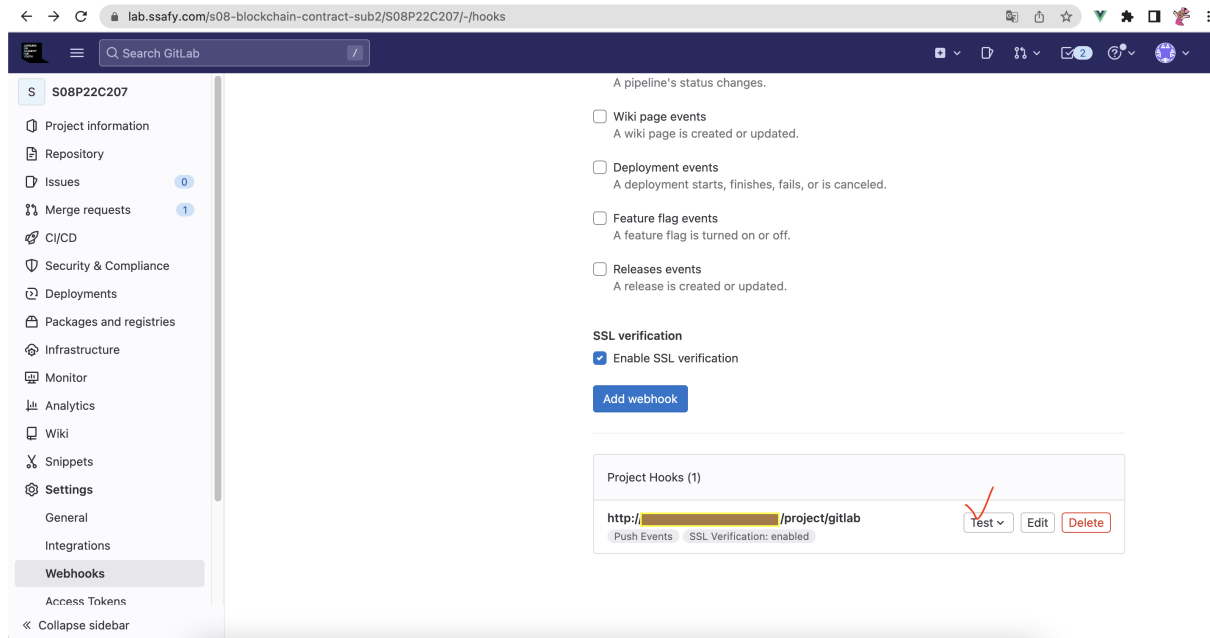 lab.ssafy.com/s08-blockchain-contract-sub2/S08P22C207/-/hooks
Search GitLab /
2
S S08P22C207
Project information
Repository
Issues 0
Merge requests 1
CI/CD
Security & Compliance
Deployments
Packages and registries
Infrastructure
Monitor
Analytics
Wiki
Snippets
Settings
General
Integrations
Webhooks
Access Tokens
Collapse sidebar
A pipeline's status changes.
Wiki page events
A wiki page is created or updated.
Deployment events
A deployment starts, finishes, fails, or is canceled.
Feature flag events
A feature flag is turned on or off.
Releases events
A release is created or updated.
SSL verification
Enable SSL verification
Add webhook
Project Hooks (1)
http:// /project/gitlab
Push Events SSL Verification: enabled
Test Edit Delete